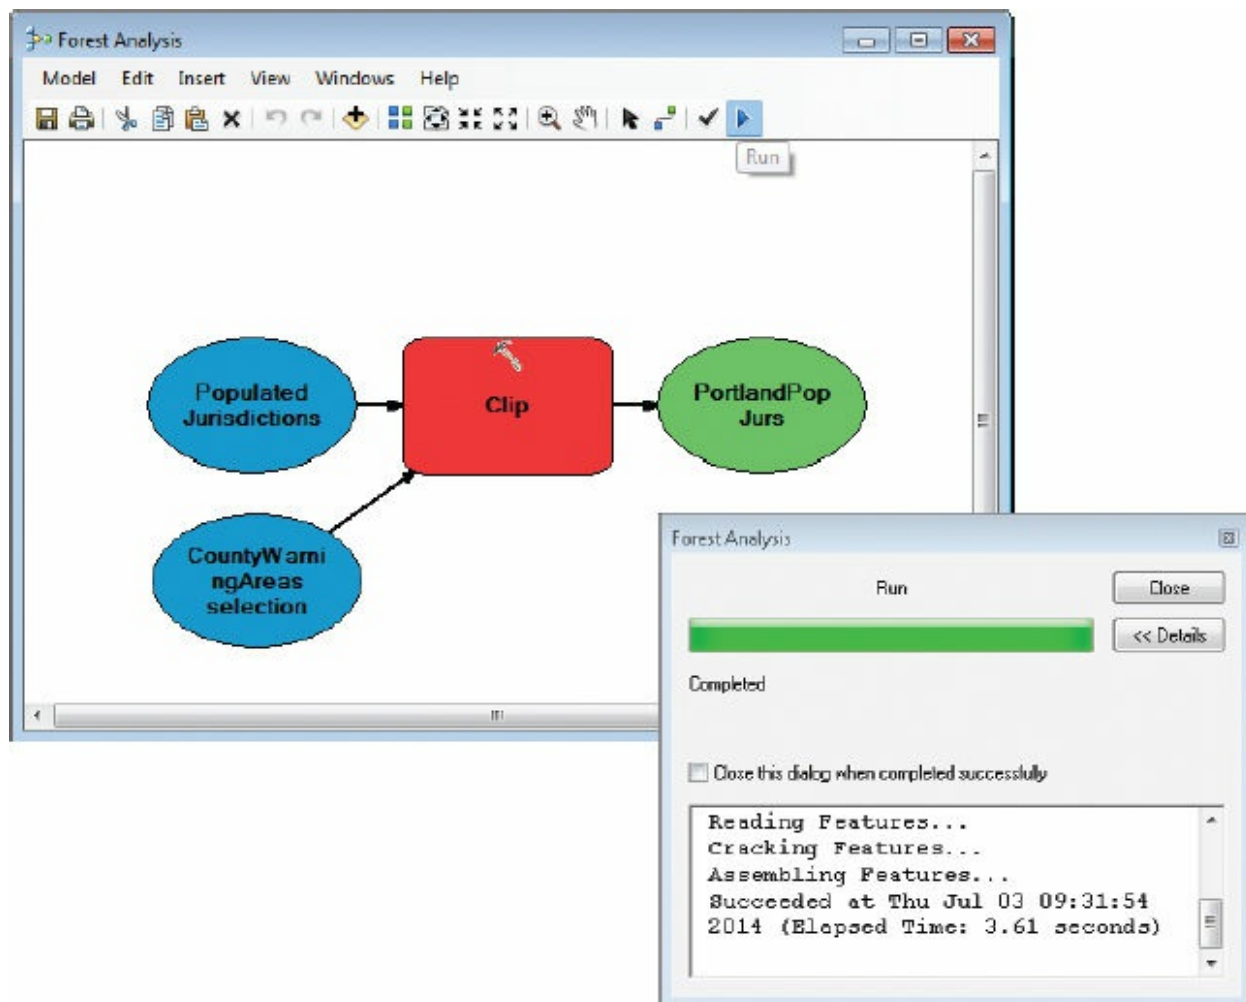 Forest Analysis
Model Edit Insert View Windows Help
Run
Populated
Jurisdictions
Clip
PortlandPop
Jurs
CountyWarni
ngAreas
selection
Forest Analysis
Run
Close
<< Details
Completed
Close this dialog when completed successfully
Reading Features...
Cracking Features...
Assembling Features...
Succeeded at Thu Jul 03 09:31:54
2014 (Elapsed Time: 3.61 seconds)